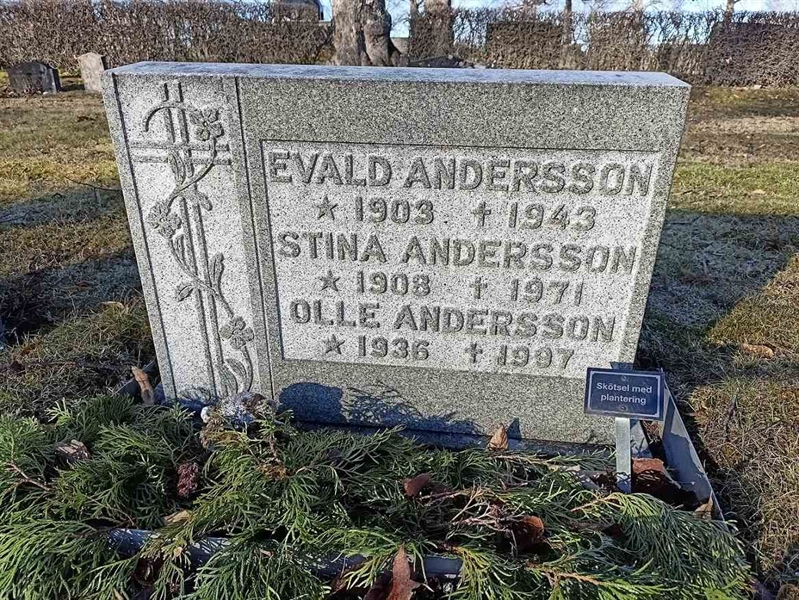 EVALD ANDERSSON
★ 1903 ✝ 1943
STINA ANDERSSON
★ 1908 ✝ 1971
OLLE ANDERSSON
★ 1936 ✝ 1997
Skötsel med
plantering